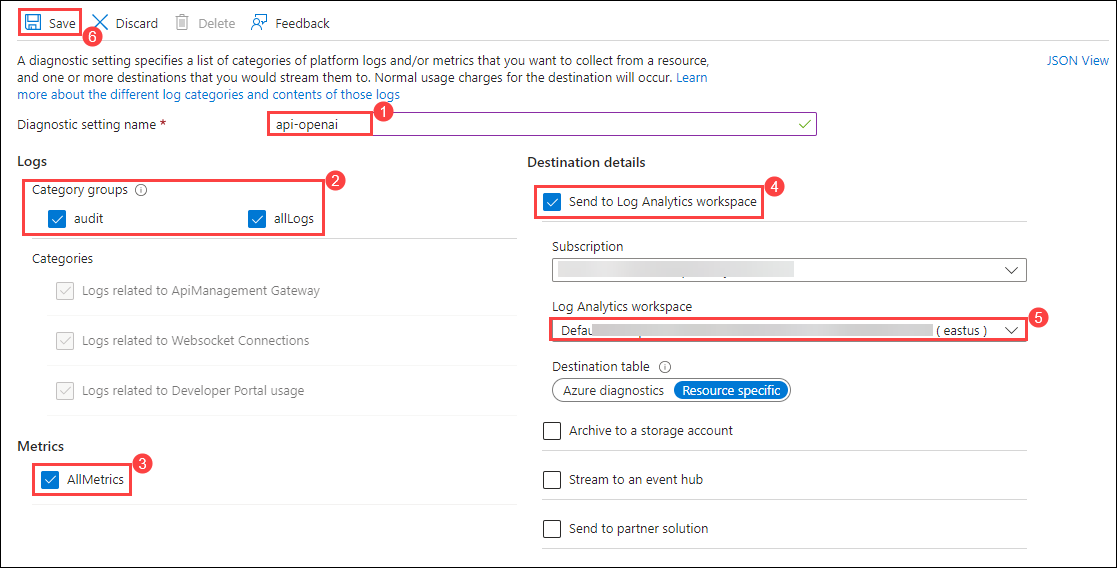 Save Discard Delete Feedback
6
A diagnostic setting specifies a list of categories of platform logs and/or metrics that you want to collect from a resource,
and one or more destinations that you would stream them to. Normal usage charges for the destination will occur. Learn
more about the different log categories and contents of those logs
JSON View
Diagnostic setting name * api-openai
1
Logs
Category groups
2
audit allLogs
Categories
Logs related to ApiManagement Gateway
Logs related to Websocket Connections
Logs related to Developer Portal usage
Metrics
3
AllMetrics
Destination details
4
Send to Log Analytics workspace
Subscription
Log Analytics workspace
5
Defau ( eastus )
Destination table
Azure diagnostics Resource specific
Archive to a storage account
Stream to an event hub
Send to partner solution